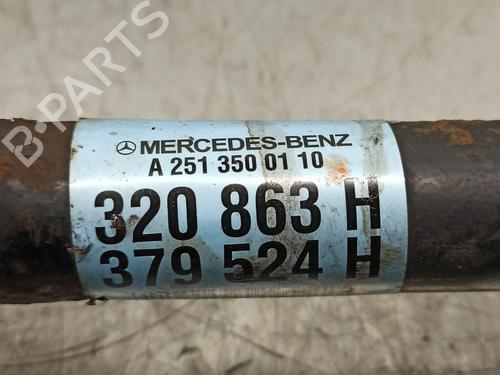 B-PARTS
MERCEDES-BENZ
A 251 350 01 10
320 863 H
379 524 H